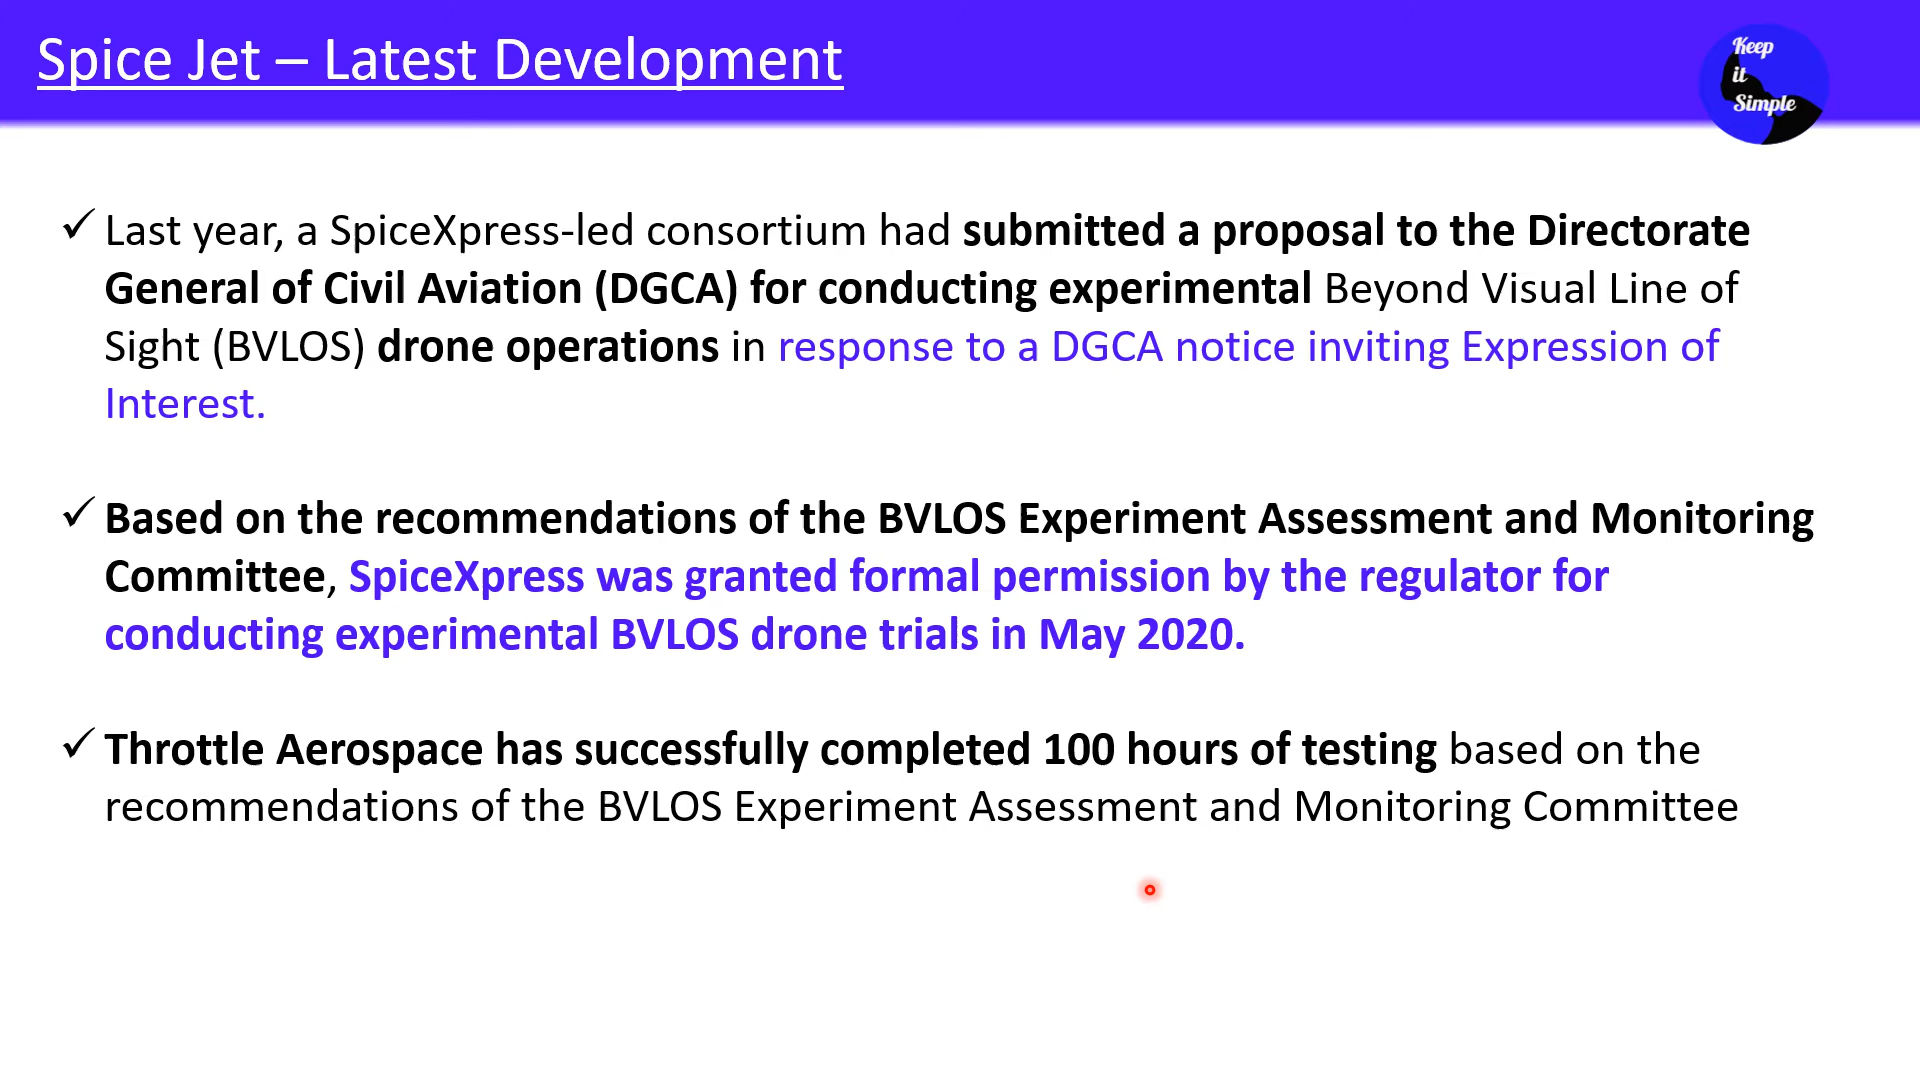 Spice Jet – Latest Development
Keep
it
Simple
✓ Last year, a SpiceXpress-led consortium had submitted a proposal to the Directorate
General of Civil Aviation (DGCA) for conducting experimental Beyond Visual Line of
Sight (BVLOS) drone operations in response to a DGCA notice inviting Expression of
Interest.
✓ Based on the recommendations of the BVLOS Experiment Assessment and Monitoring
Committee, SpiceXpress was granted formal permission by the regulator for
conducting experimental BVLOS drone trials in May 2020.
✓ Throttle Aerospace has successfully completed 100 hours of testing based on the
recommendations of the BVLOS Experiment Assessment and Monitoring Committee